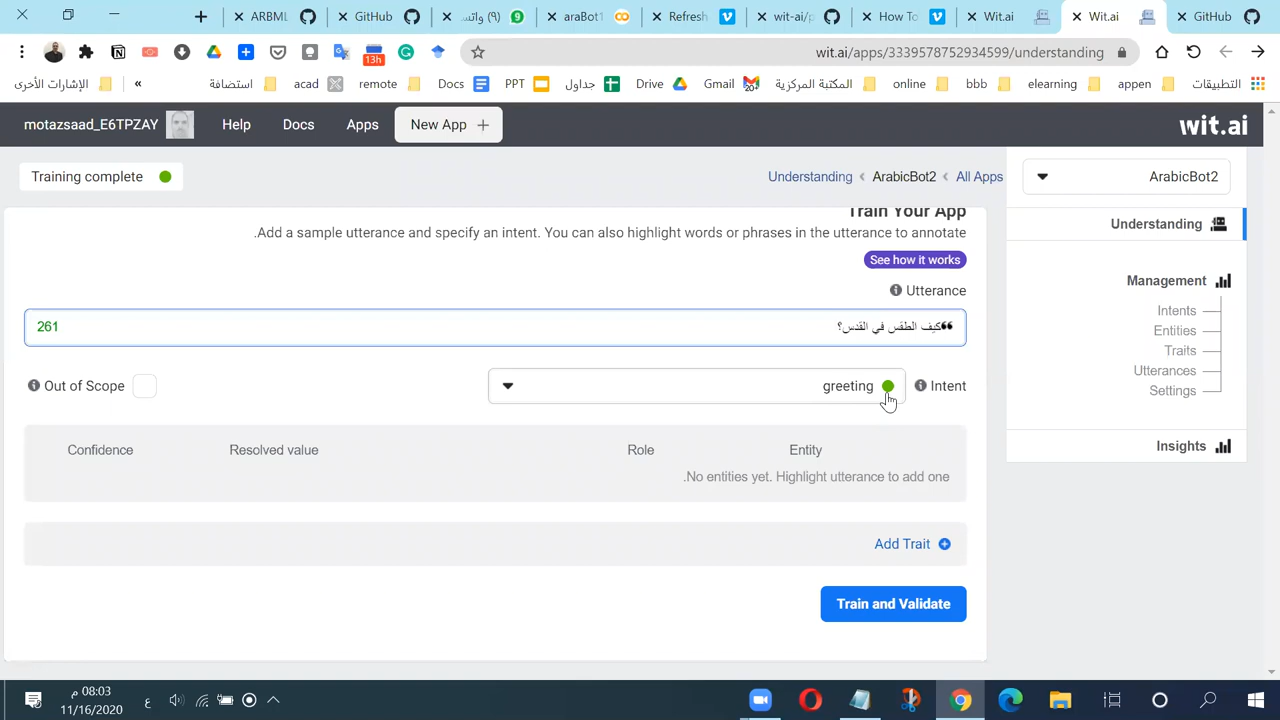 ARBML
GitHub
(9) واتس
araBot1
Refresh
wit-ai/p
How To
Wit.ai
Wit.ai
GitHub
13h
wit.ai/apps/3339578752934599/understanding
الإشارات الأخرى
»
استضافة
acad
remote
Docs
PPT
جداول
Drive
Gmail
المكتبة المركزية
online
bbb
elearning
appen
التطبيقات
motazsaad_E6TPZAY
Help
Docs
Apps
New App +
wit.ai
Training complete
Understanding < ArabicBot2 < All Apps
ArabicBot2
Train Your App
.Add a sample utterance and specify an intent. You can also highlight words or phrases in the utterance to annotate
See how it works
Utterance
261
❝كيف الطقس في القدس؟
Out of Scope
greeting
Intent
Confidence
Resolved value
Role
Entity
.No entities yet. Highlight utterance to add one
Add Trait
Train and Validate
Understanding
Management
Intents
Entities
Traits
Utterances
Settings
Insights
08:03 م
11/16/2020
ع